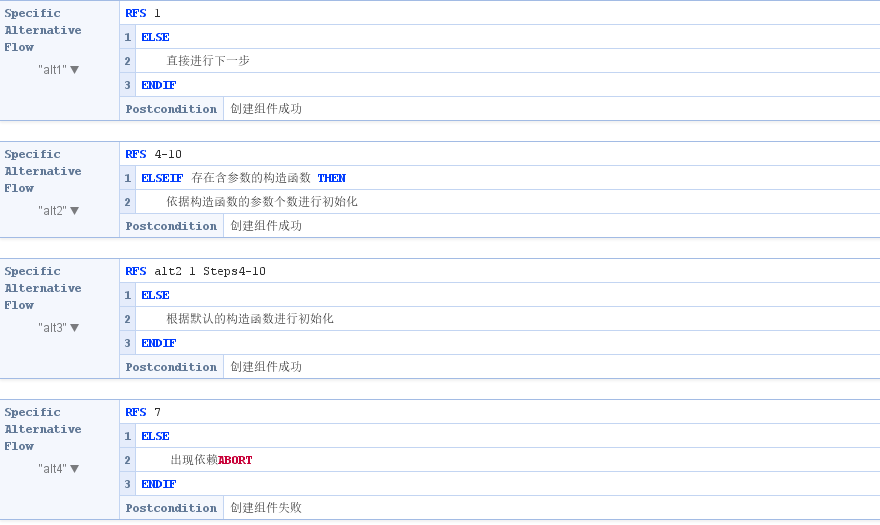 Specific Alternative Flow
"alt1" ▼
RFS 1
1 ELSE
2 直接进行下一步
3 ENDIF
Postcondition 创建组件成功
Specific Alternative Flow
"alt2" ▼
RFS 4-10
1 ELSEIF 存在含参数的构造函数 THEN
2 依据构造函数的参数个数进行初始化
Postcondition 创建组件成功
Specific Alternative Flow
"alt3" ▼
RFS alt2 1 Steps4-10
1 ELSE
2 根据默认的构造函数进行初始化
3 ENDIF
Postcondition 创建组件成功
Specific Alternative Flow
"alt4" ▼
RFS 7
1 ELSE
2 出现依赖ABORT
3 ENDIF
Postcondition 创建组件失败